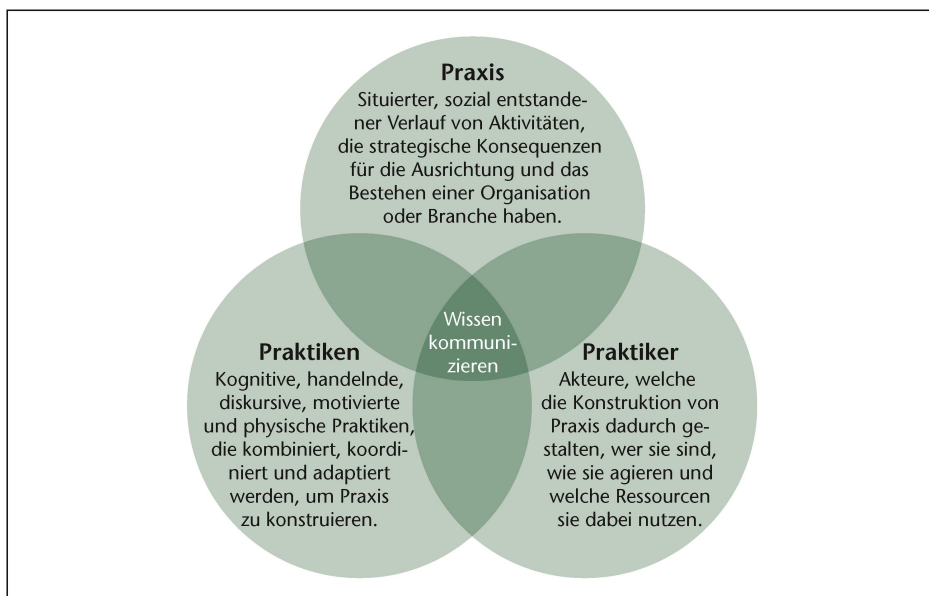 Praxis
Situierter, sozial entstande-
ner Verlauf von Aktivitäten,
die strategische Konsequenzen
für die Ausrichtung und das
Bestehen einer Organisation
oder Branche haben.
Wissen
kommuni-
zieren
Praktiken
Kognitive, handelnde,
diskursive, motivierte
und physische Praktiken,
die kombiniert, koordi-
niert und adaptiert
werden, um Praxis
zu konstruieren.
Praktiker
Akteure, welche
die Konstruktion von
Praxis dadurch ge-
stalten, wer sie sind,
wie sie agieren und
welche Ressourcen
sie dabei nutzen.